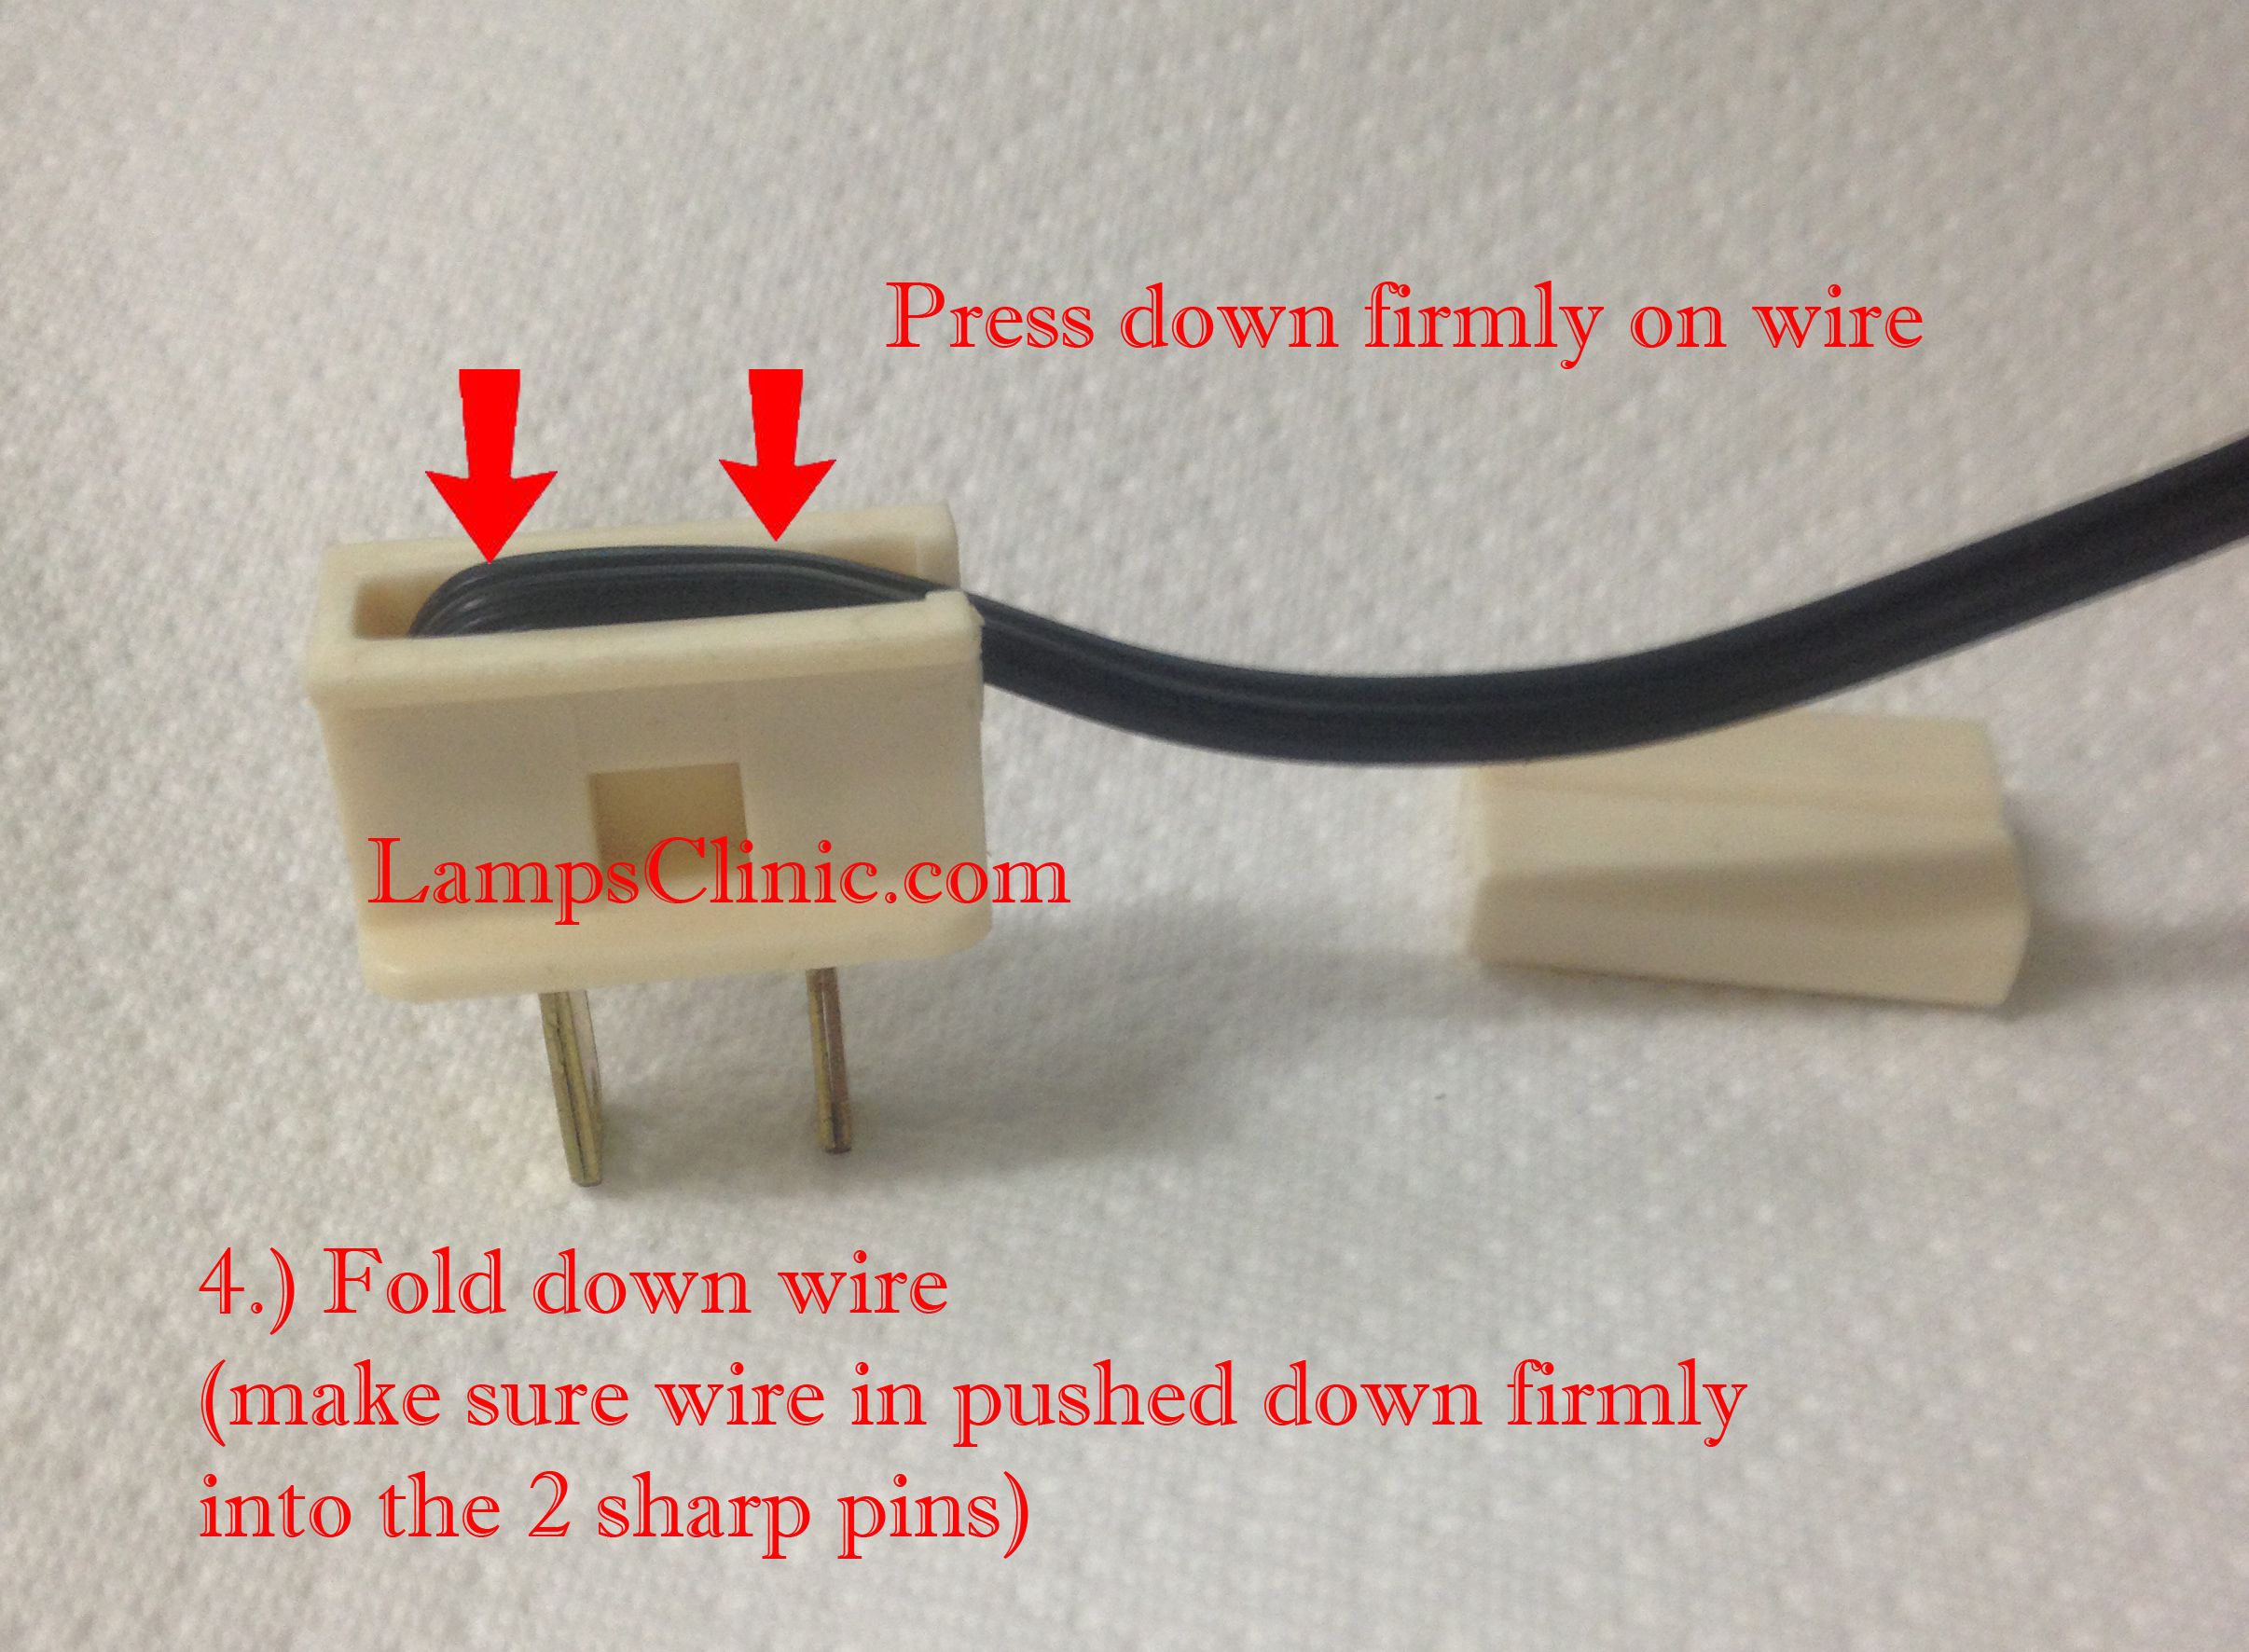 Press down firmly on wire
LampsClinic.com
4.) Fold down wire
(make sure wire in pushed down firmly
into the 2 sharp pins)